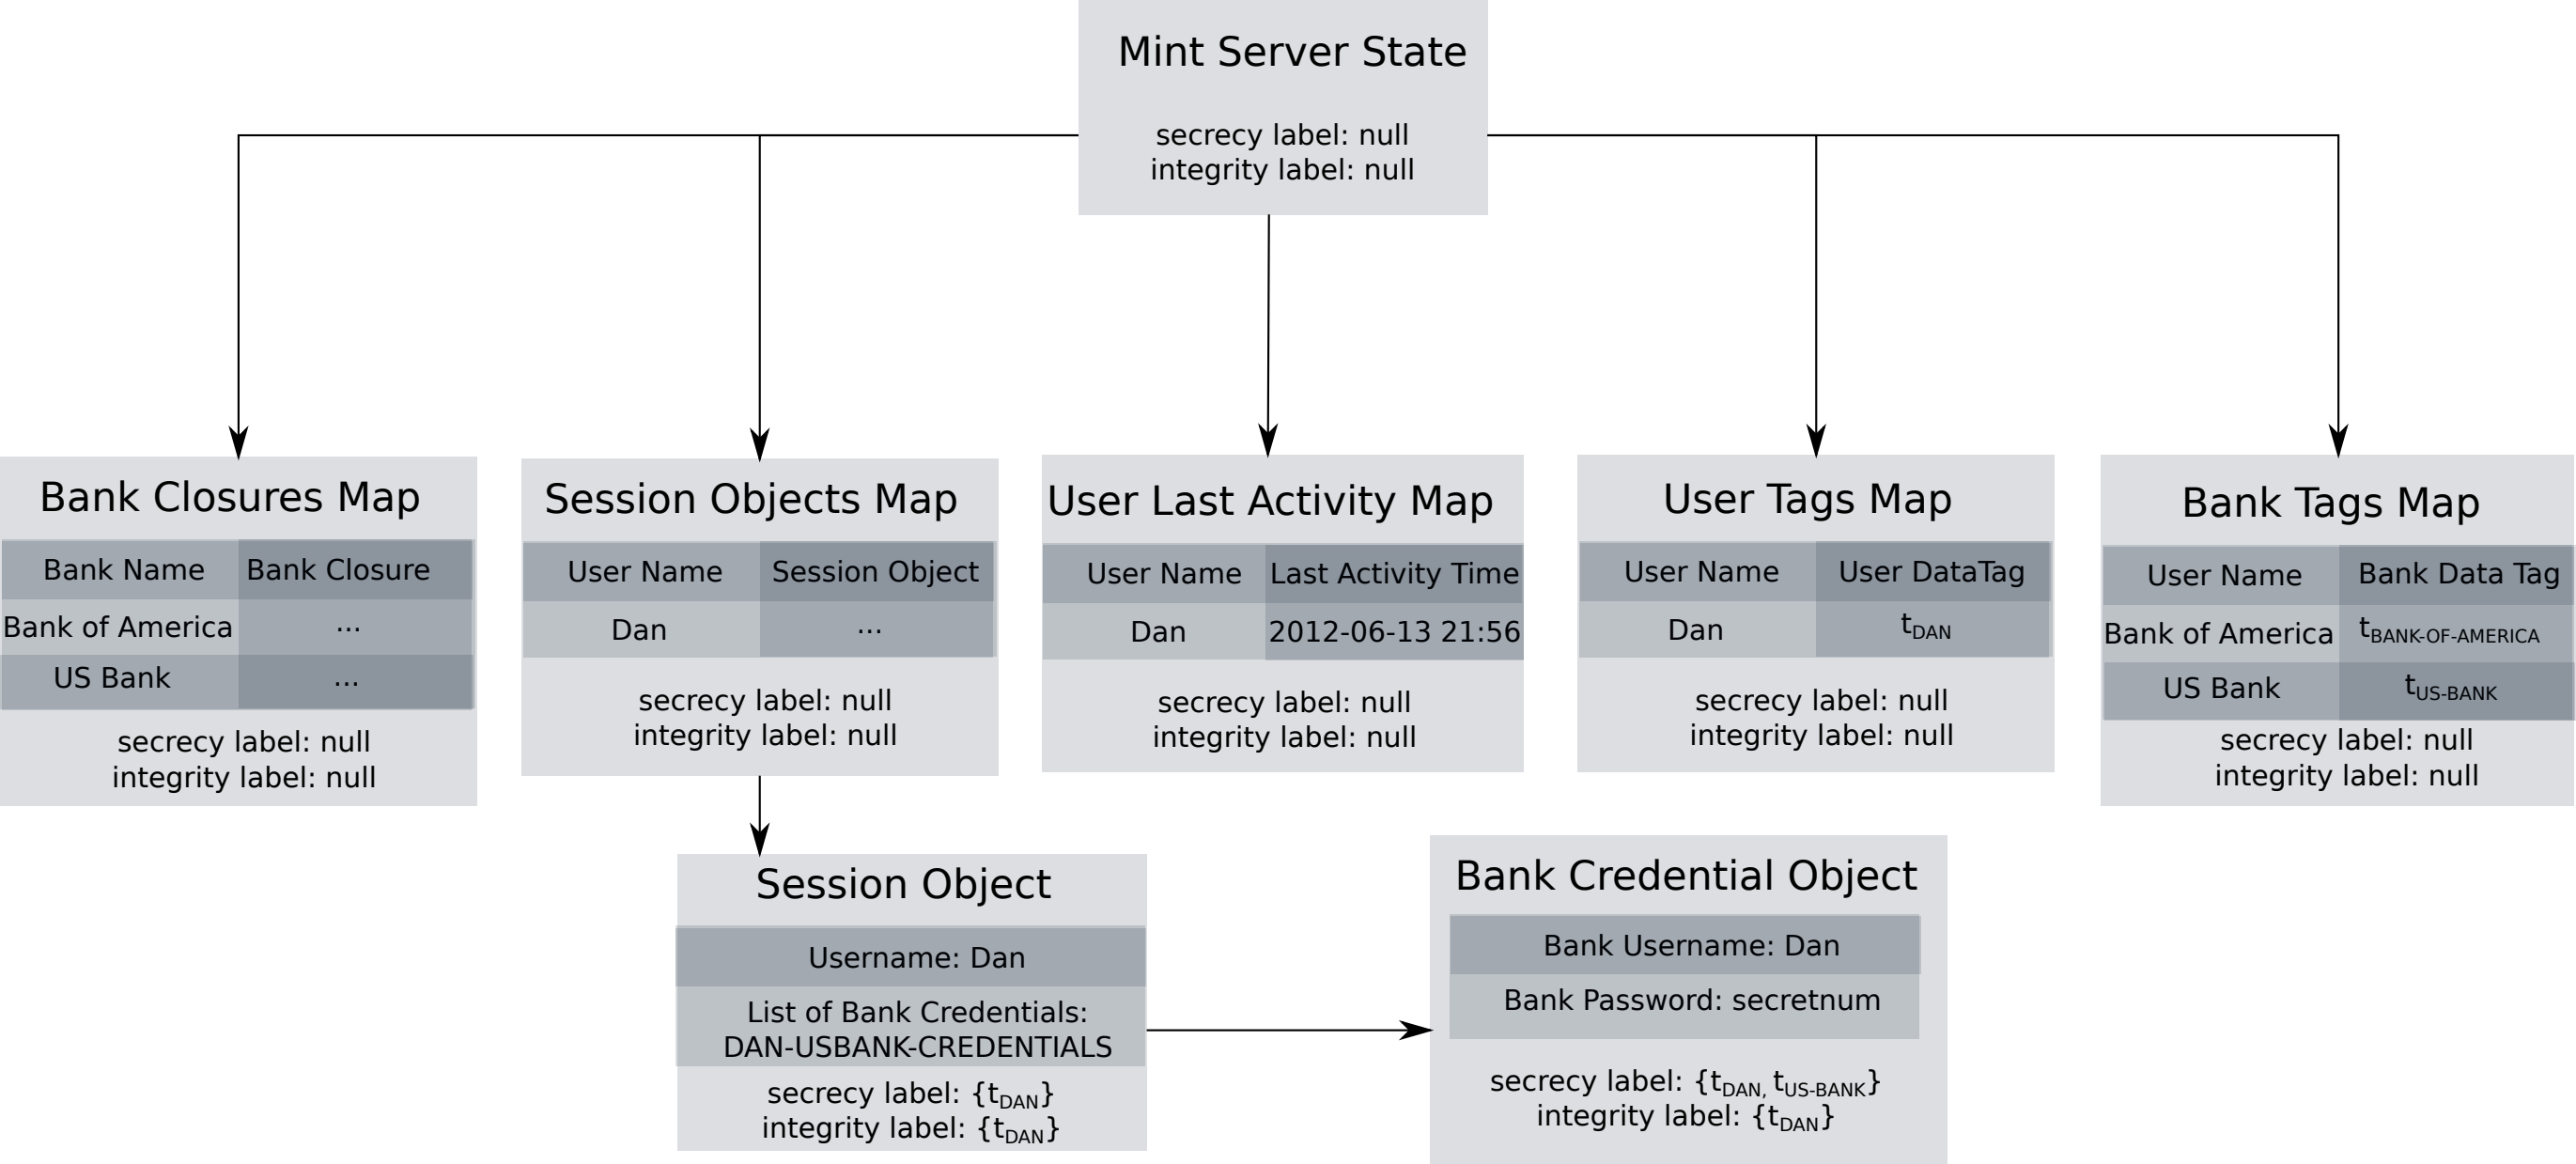 Mint Server State
secrecy label: null
integrity label: null
Bank Closures Map
Bank Name Bank Closure
Bank of America ...
US Bank ...
secrecy label: null
integrity label: null
Session Objects Map
User Name Session Object
Dan ...
secrecy label: null
integrity label: null
User Last Activity Map
User Name Last Activity Time
Dan 2012-06-13 21:56
secrecy label: null
integrity label: null
User Tags Map
User Name User DataTag
Dan tDAN
secrecy label: null
integrity label: null
Bank Tags Map
User Name Bank Data Tag
Bank of America tBANK-OF-AMERICA
US Bank tUS-BANK
secrecy label: null
integrity label: null
Session Object
Username: Dan
List of Bank Credentials:
DAN-USBANK-CREDENTIALS
secrecy label: {tDAN}
integrity label: {tDAN}
Bank Credential Object
Bank Username: Dan
Bank Password: secretnum
secrecy label: {tDAN, tUS-BANK}
integrity label: {tDAN}